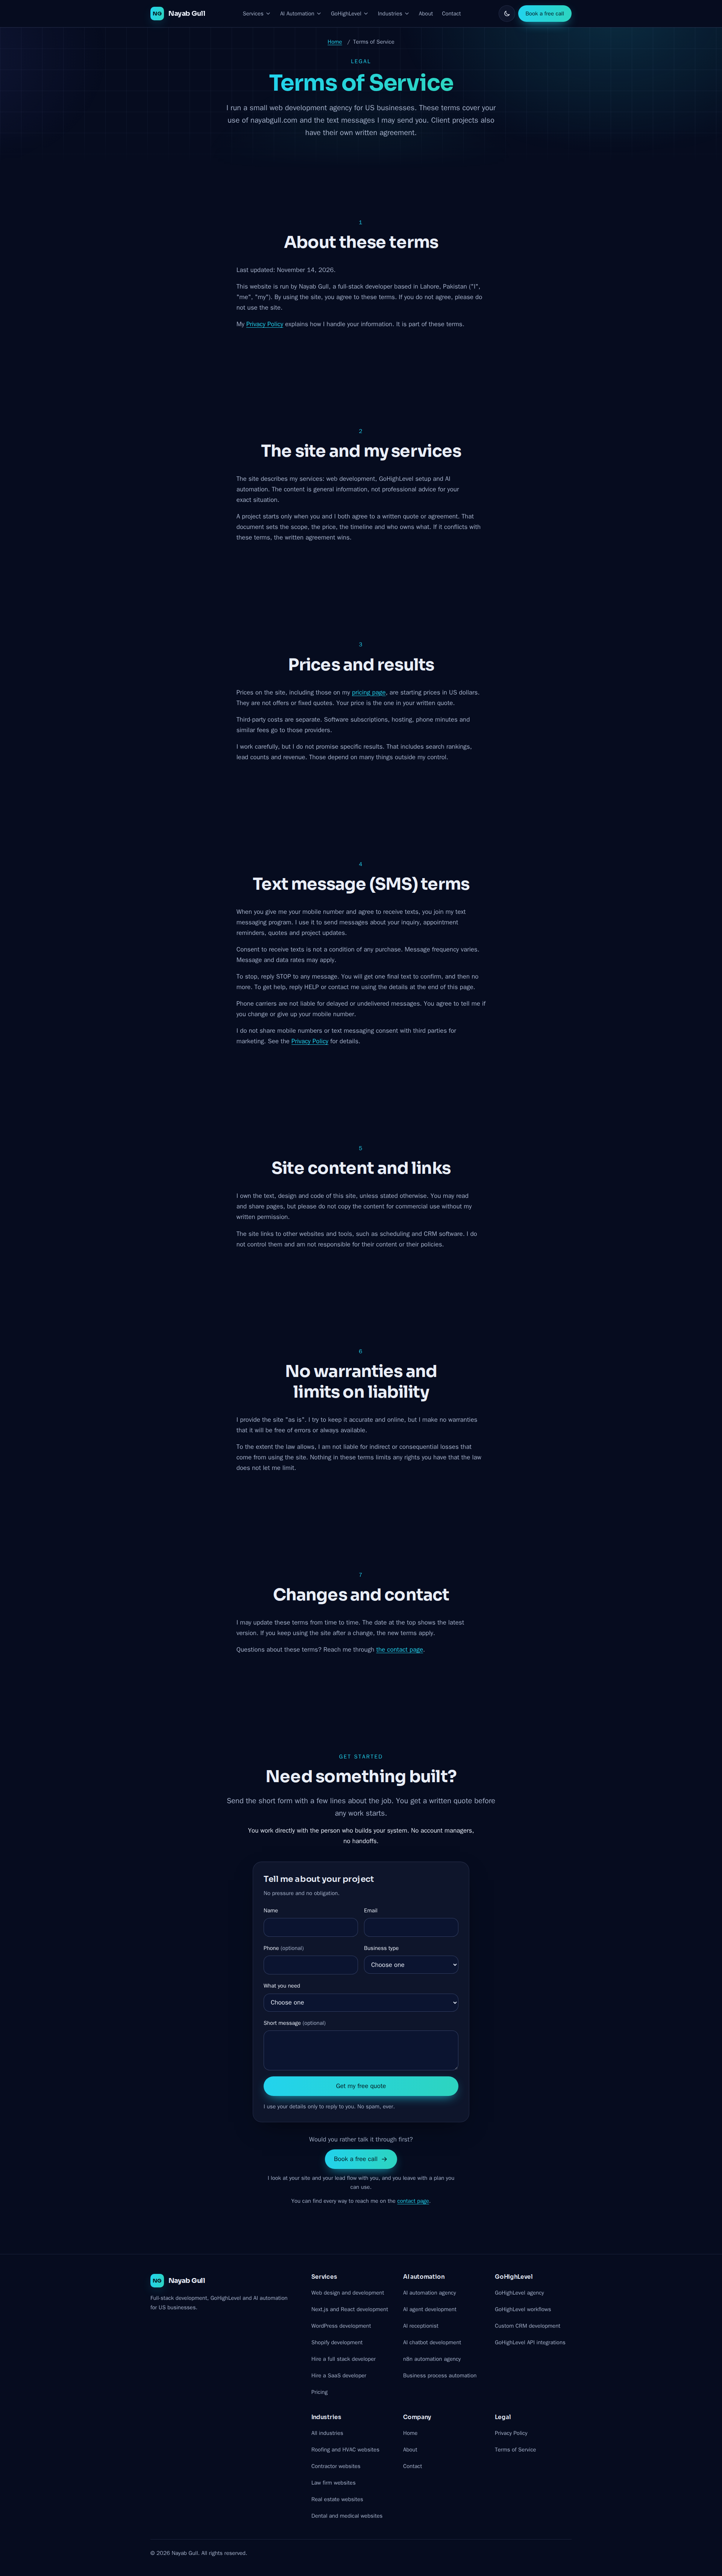 NG Nayab Gull Services AI Automation GoHighLevel Industries About Contact Book a free call
Home / Terms of Service
LEGAL
Terms of Service
I run a small web development agency for US businesses. These terms cover your
use of nayabgull.com and the text messages I may send you. Client projects also
have their own written agreement.
1
About these terms
Last updated: November 14, 2026.
This website is run by Nayab Gull, a full-stack developer based in Lahore, Pakistan ("I",
"me", "my"). By using the site, you agree to these terms. If you do not agree, please do
not use the site.
My Privacy Policy explains how I handle your information. It is part of these terms.
2
The site and my services
The site describes my services: web development, GoHighLevel setup and AI
automation. The content is general information, not professional advice for your
exact situation.
A project starts only when you and I both agree to a written quote or agreement. That
document sets the scope, the price, the timeline and who owns what. If it conflicts with
these terms, the written agreement wins.
3
Prices and results
Prices on the site, including those on my pricing page, are starting prices in US dollars.
They are not offers or fixed quotes. Your price is the one in your written quote.
Third-party costs are separate. Software subscriptions, hosting, phone minutes and
similar fees go to those providers.
I work carefully, but I do not promise specific results. That includes search rankings,
lead counts and revenue. Those depend on many things outside my control.
4
Text message (SMS) terms
When you give me your mobile number and agree to receive texts, you join my text
messaging program. I use it to send messages about your inquiry, appointment
reminders, quotes and project updates.
Consent to receive texts is not a condition of any purchase. Message frequency varies.
Message and data rates may apply.
To stop, reply STOP to any message. You will get one final text to confirm, and then no
more. To get help, reply HELP or contact me using the details at the end of this page.
Phone carriers are not liable for delayed or undelivered messages. You agree to tell me if
you change or give up your mobile number.
I do not share mobile numbers or text messaging consent with third parties for
marketing. See the Privacy Policy for details.
5
Site content and links
I own the text, design and code of this site, unless stated otherwise. You may read
and share pages, but please do not copy the content for commercial use without my
written permission.
The site links to other websites and tools, such as scheduling and CRM software. I do
not control them and am not responsible for their content or their policies.
6
No warranties and
limits on liability
I provide the site "as is". I try to keep it accurate and online, but I make no warranties
that it will be free of errors or always available.
To the extent the law allows, I am not liable for indirect or consequential losses that
come from using the site. Nothing in these terms limits any rights you have that the law
does not let me limit.
7
Changes and contact
I may update these terms from time to time. The date at the top shows the latest
version. If you keep using the site after a change, the new terms apply.
Questions about these terms? Reach me through the contact page.
GET STARTED
Need something built?
Send the short form with a few lines about the job. You get a written quote before
any work starts.
You work directly with the person who builds your system. No account managers,
no handoffs.
Tell me about your project
No pressure and no obligation.
Name Email
Phone (optional) Business type
Choose one
What you need
Choose one
Short message (optional)
Get my free quote
I use your details only to reply to you. No spam, ever.
Would you rather talk it through first?
Book a free call
I look at your site and your lead flow with you, and you leave with a plan you
can use.
You can find every way to reach me on the contact page.
NG Nayab Gull
Full-stack development, GoHighLevel and AI automation
for US businesses.
Services
Web design and development
Next.js and React development
WordPress development
Shopify development
Hire a full stack developer
Hire a SaaS developer
Pricing
AI automation
AI automation agency
AI agent development
AI receptionist
AI chatbot development
n8n automation agency
Business process automation
GoHighLevel
GoHighLevel agency
GoHighLevel workflows
Custom CRM development
GoHighLevel API integrations
Industries
All industries
Roofing and HVAC websites
Contractor websites
Law firm websites
Real estate websites
Dental and medical websites
Company
Home
About
Contact
Legal
Privacy Policy
Terms of Service
© 2026 Nayab Gull. All rights reserved.